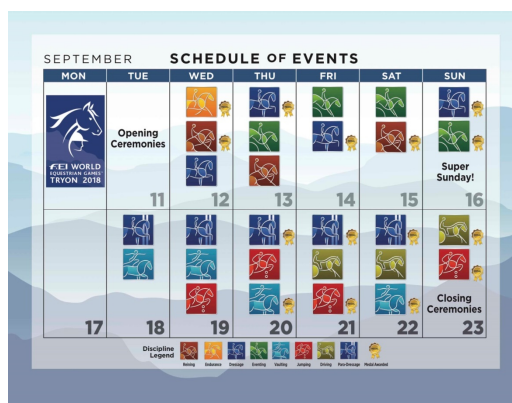 SEPTEMBER SCHEDULE OF EVENTS
MON TUE WED THU FRI SAT SUN
Opening
Ceremonies
FEI WORLD
EQUESTRIAN GAMES
TRYON 2018
Super
Sunday!
11 12 13 14 15 16
Closing
Ceremonies
17 18 19 20 21 22 23
Discipline
Legend
Reining Endurance Dressage Eventing Vaulting Jumping Driving Para-Dressage Medal Awarded